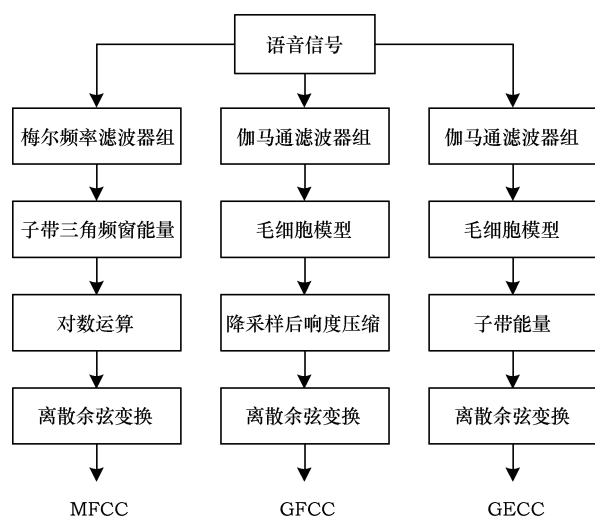 语音信号
梅尔频率滤波器组
伽马通滤波器组
伽马通滤波器组
子带三角频窗能量
毛细胞模型
毛细胞模型
对数运算
降采样后响度压缩
子带能量
离散余弦变换
离散余弦变换
离散余弦变换
MFCC
GFCC
GECC